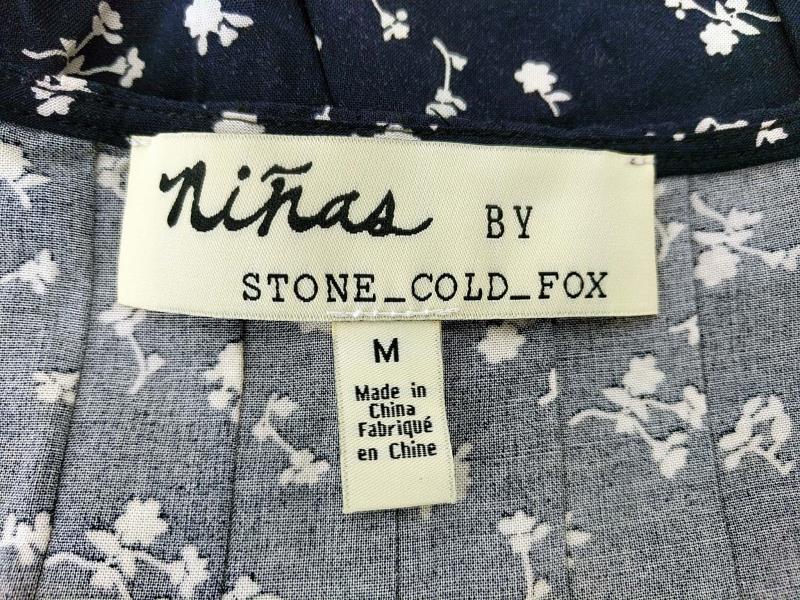 niñas BY
STONE_COLD_FOX
M
Made in
China
Fabriqué
en Chine